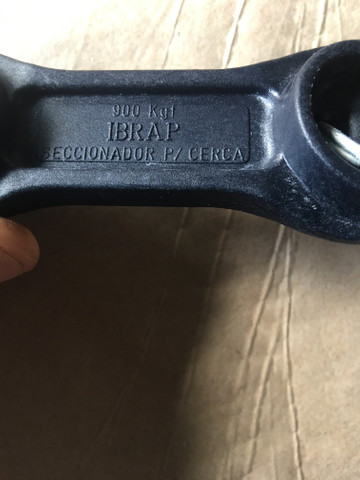 900 Kgf
IBRAP
SECCIONADOR P/ CERCA